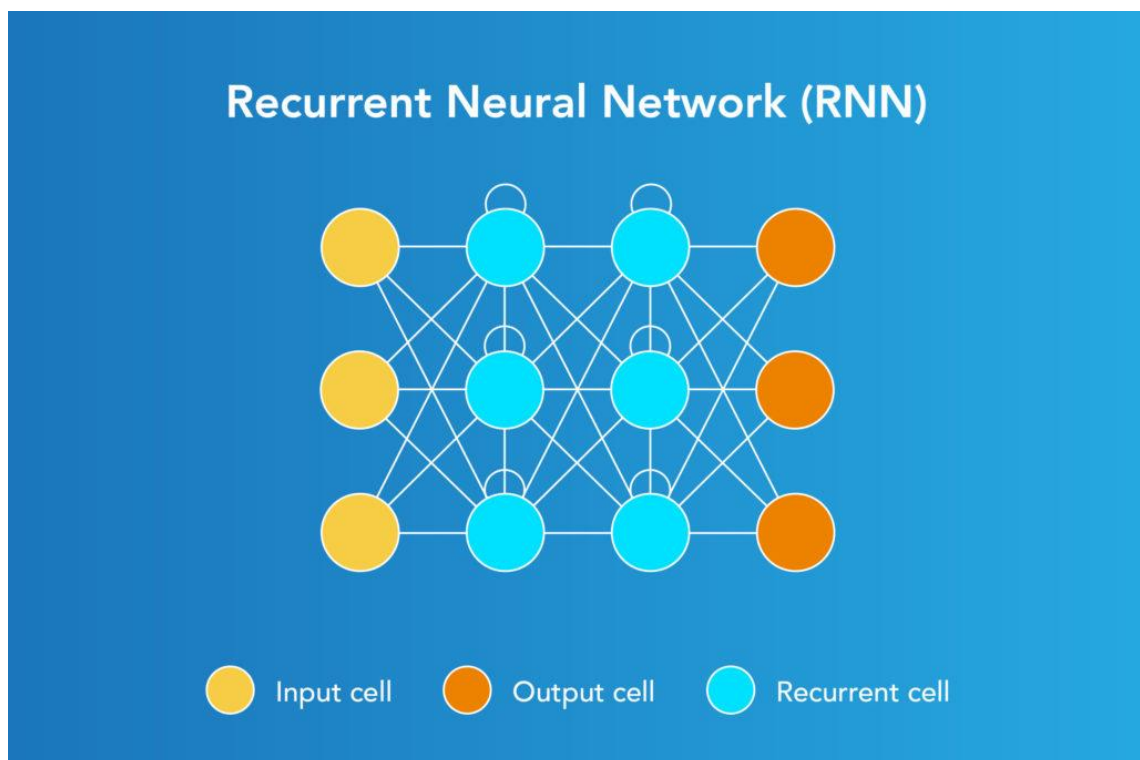 Recurrent Neural Network (RNN)
Input cell
Output cell
Recurrent cell